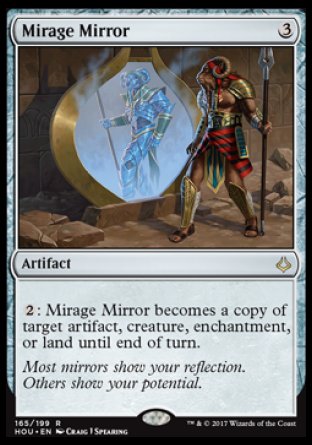 Mirage Mirror 3
Artifact
2: Mirage Mirror becomes a copy of
target artifact, creature, enchantment,
or land until end of turn.
Most mirrors show your reflection.
Others show your potential.
165/199 R
HOU • EN Craig J Spearing
™ & © 2017 Wizards of the Coast